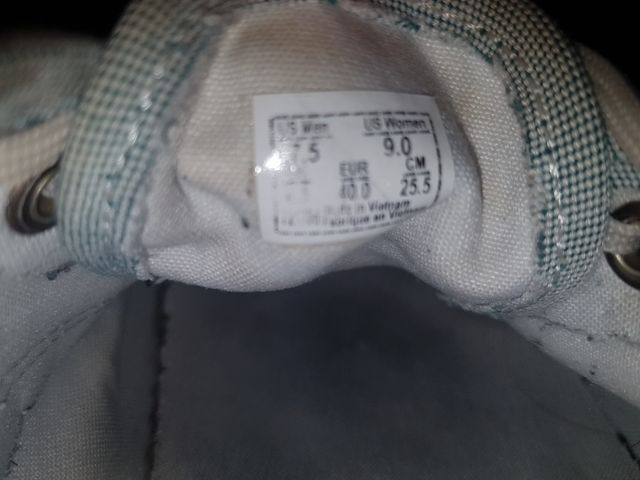 US Men US Women
7.5 9.0
EUR CM
40.0 25.5
Made in Vietnam
Fabrique au Vietnam